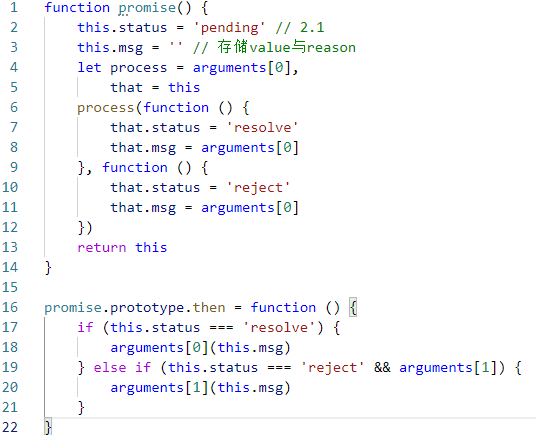 1 function promise() {
2 this.status = 'pending' // 2.1
3 this.msg = '' // 存储value与reason
4 let process = arguments[0],
5 that = this
6 process(function () {
7 that.status = 'resolve'
8 that.msg = arguments[0]
9 }, function () {
10 that.status = 'reject'
11 that.msg = arguments[0]
12 })
13 return this
14 }
15
16 promise.prototype.then = function () {
17 if (this.status === 'resolve') {
18 arguments[0](this.msg)
19 } else if (this.status === 'reject' && arguments[1]) {
20 arguments[1](this.msg)
21 }
22 }